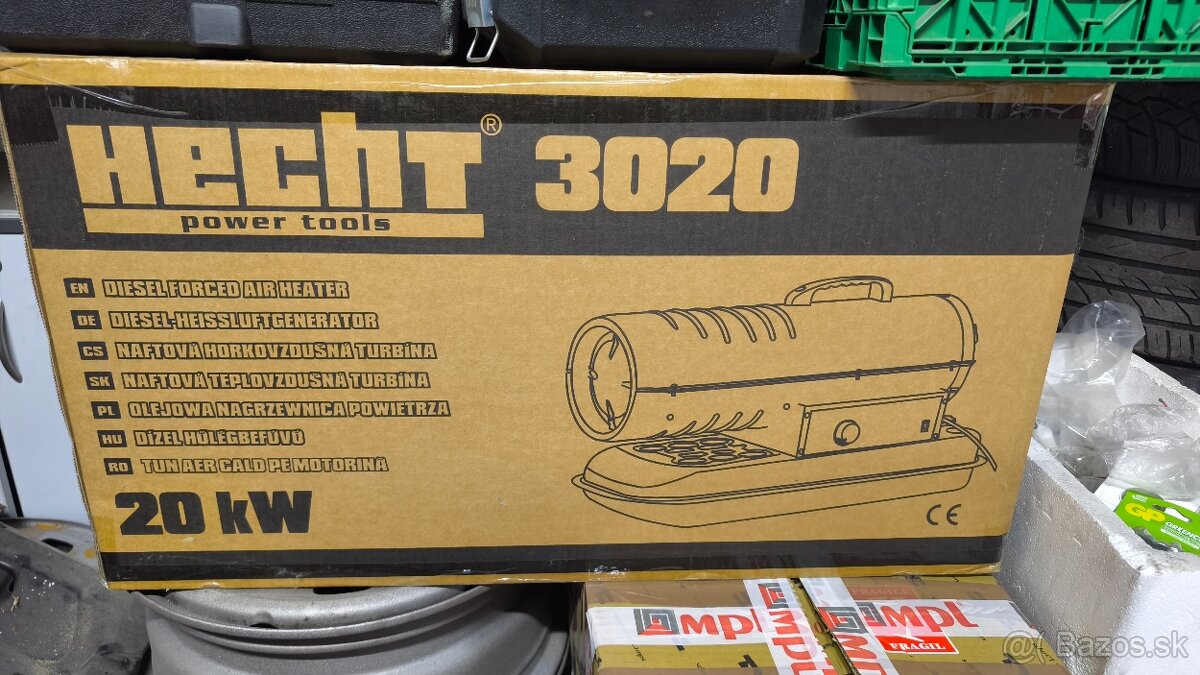 HECHT® 3020
power tools
EN DIESEL FORCED AIR HEATER
DE DIESEL-HEISSLUFTGENERATOR
CS NAFTOVÁ HORKOVZDUŠNÁ TURBÍNA
SK NAFTOVÁ TEPLOVZDUŠNÁ TURBÍNA
PL OLEJOWA NAGRZEWNICA POWIETRZA
HU DÍZEL HŐLÉGBEFÚVÓ
RO TUN AER CALD PE MOTORINĂ
20 kW
CE
GP
mpl
mpl
mpl
FRAGIL
Bazos.sk